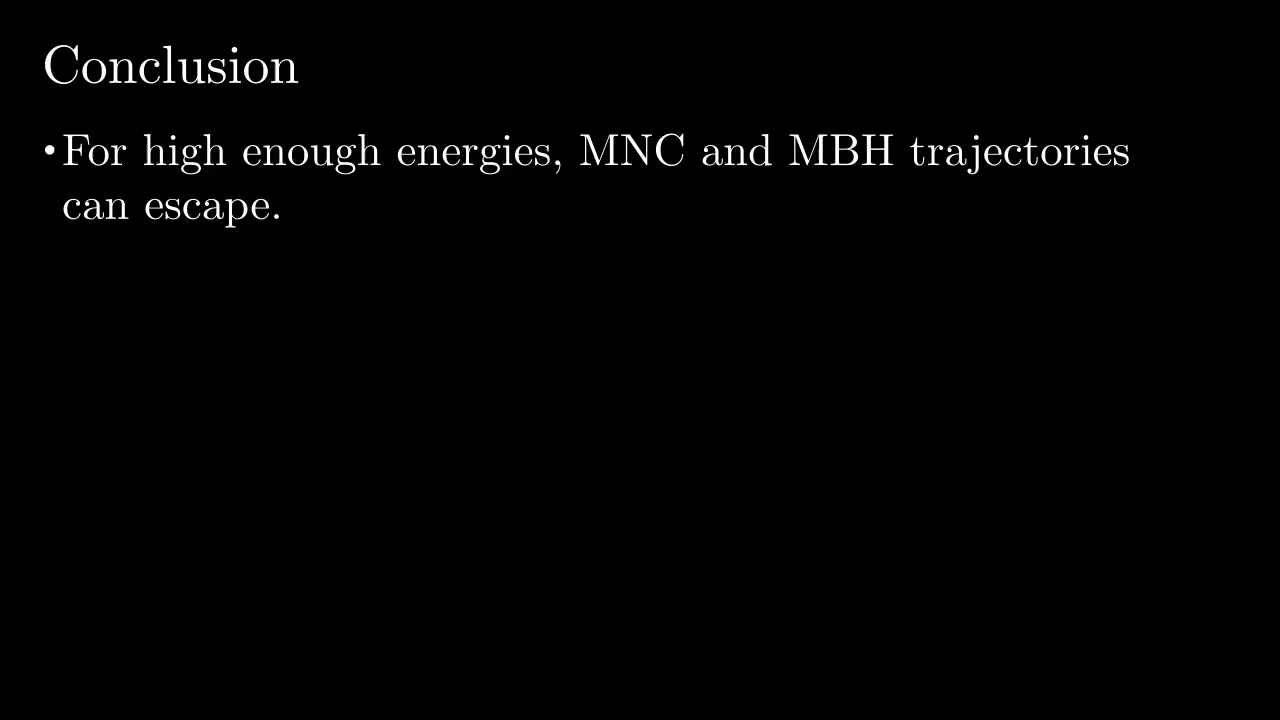 Conclusion
•For high enough energies, MNC and MBH trajectories
can escape.